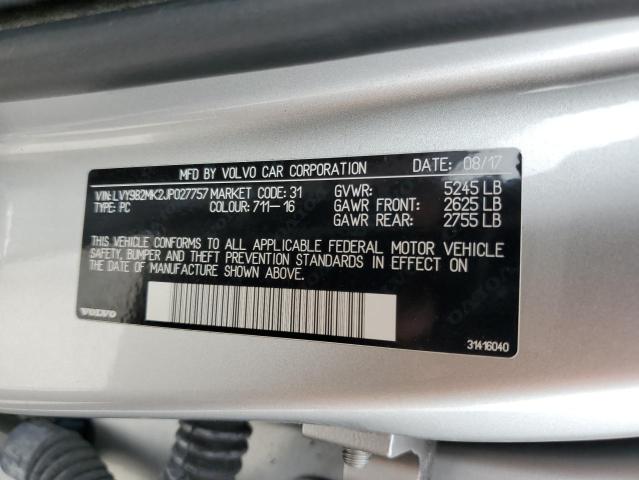 MFD BY VOLVO CAR CORPORATION DATE: 08/17
VIN: LVY982MK2JP027757 MARKET CODE: 31 GVWR: 5245 LB
TYPE: PC COLOUR: 711-16 GAWR FRONT: 2625 LB
GAWR REAR: 2755 LB
THIS VEHICLE CONFORMS TO ALL APPLICABLE FEDERAL MOTOR VEHICLE
SAFETY, BUMPER AND THEFT PREVENTION STANDARDS IN EFFECT ON
THE DATE OF MANUFACTURE SHOWN ABOVE.
VOLVO
31416040